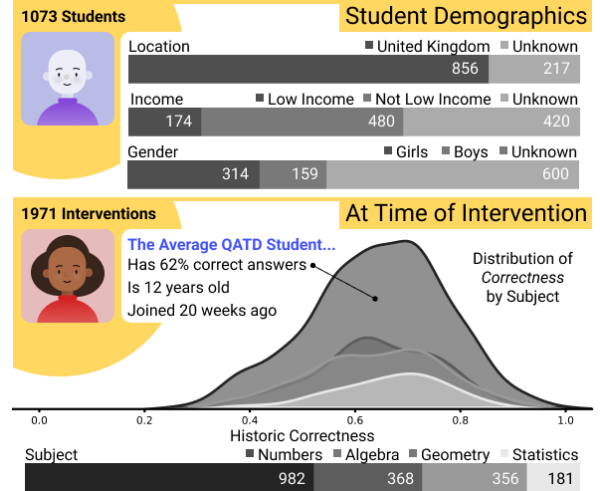 1073 Students
Student Demographics
Location United Kingdom Unknown
856 217
Income Low Income Not Low Income Unknown
174 480 420
Gender Girls Boys Unknown
314 159 600
1971 Interventions
At Time of Intervention
The Average QATD Student...
Has 62% correct answers
Is 12 years old
Joined 20 weeks ago
Distribution of
Correctness
by Subject
0.0 0.2 0.4 0.6 0.8 1.0
Historic Correctness
Subject Numbers Algebra Geometry Statistics
982 368 356 181